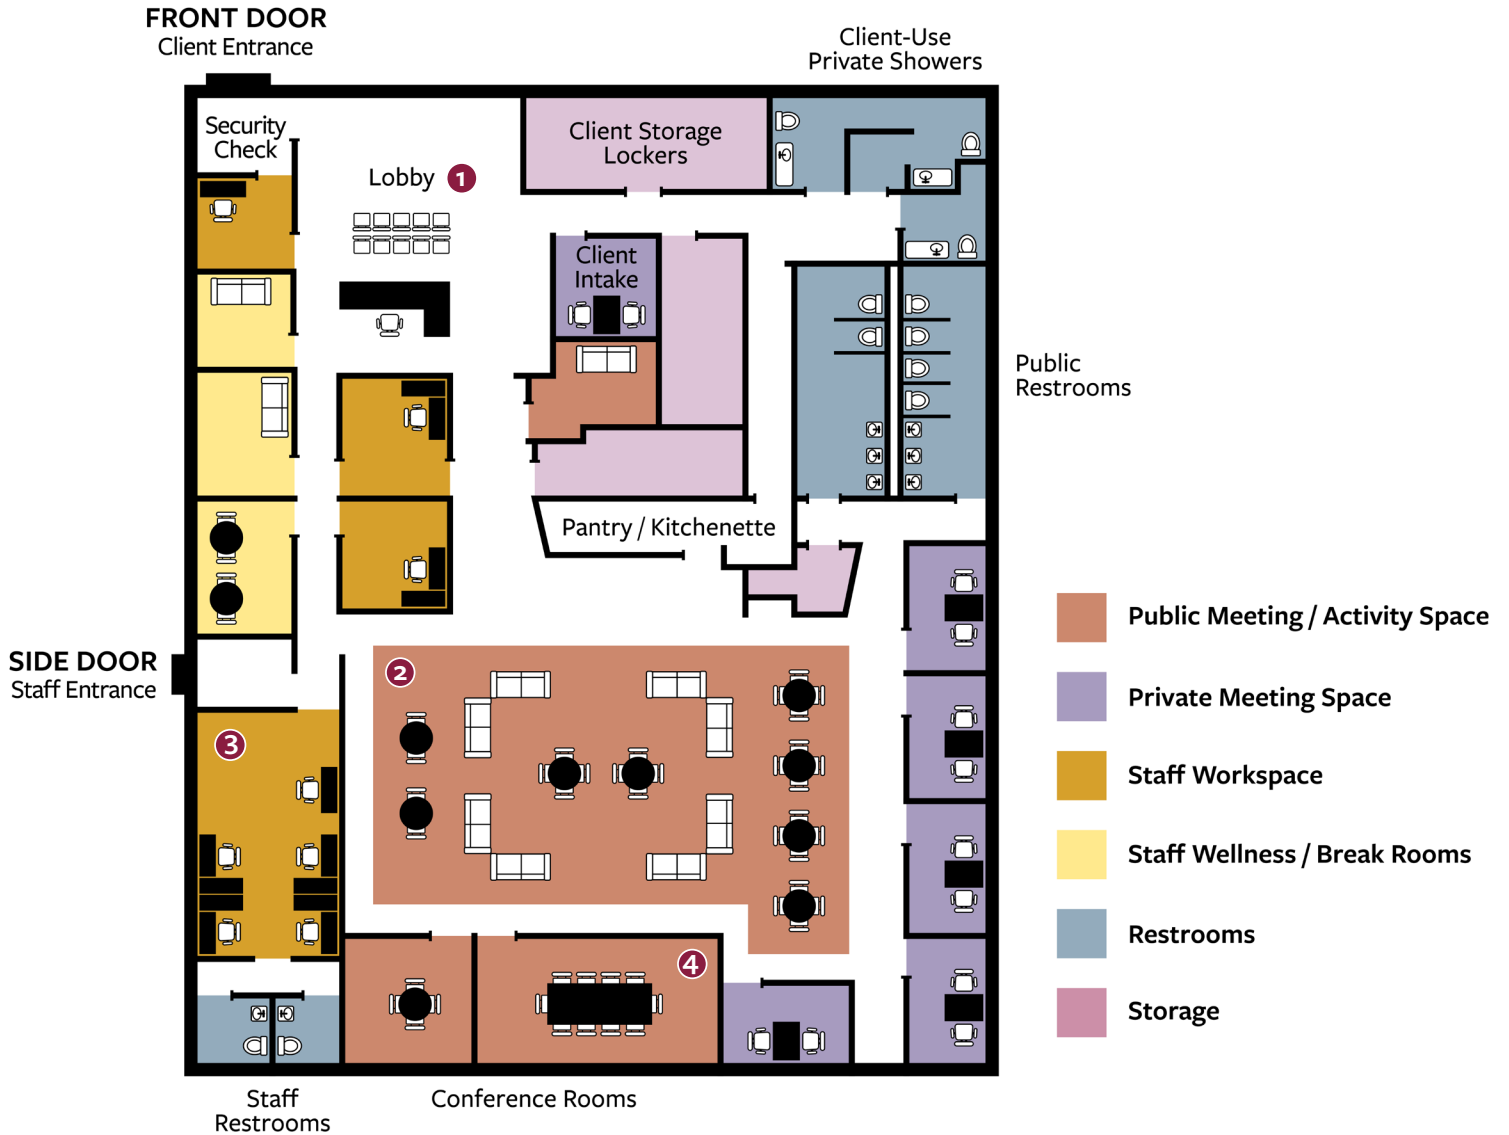 FRONT DOOR
Client Entrance
Client-Use
Private Showers
Security
Check
Lobby 1
Client Storage
Lockers
Client
Intake
Public
Restrooms
Pantry / Kitchenette
SIDE DOOR
Staff Entrance
2
3
4
Staff
Restrooms
Conference Rooms
Public Meeting / Activity Space
Private Meeting Space
Staff Workspace
Staff Wellness / Break Rooms
Restrooms
Storage